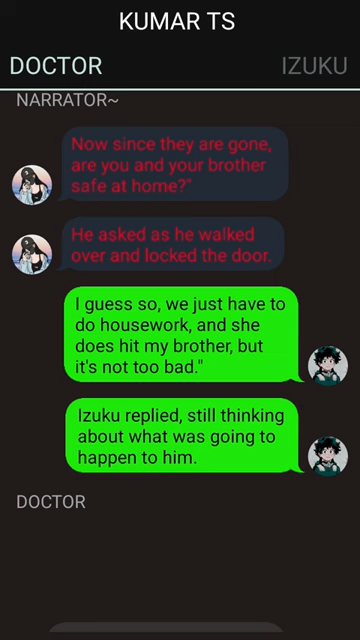 KUMAR TS
DOCTOR
IZUKU
NARRATOR~
Now since they are gone,
are you and your brother
safe at home?"
He asked as he walked
over and locked the door.
I guess so, we just have to
do housework, and she
does hit my brother, but
it's not too bad."
Izuku replied, still thinking
about what was going to
happen to him.
DOCTOR